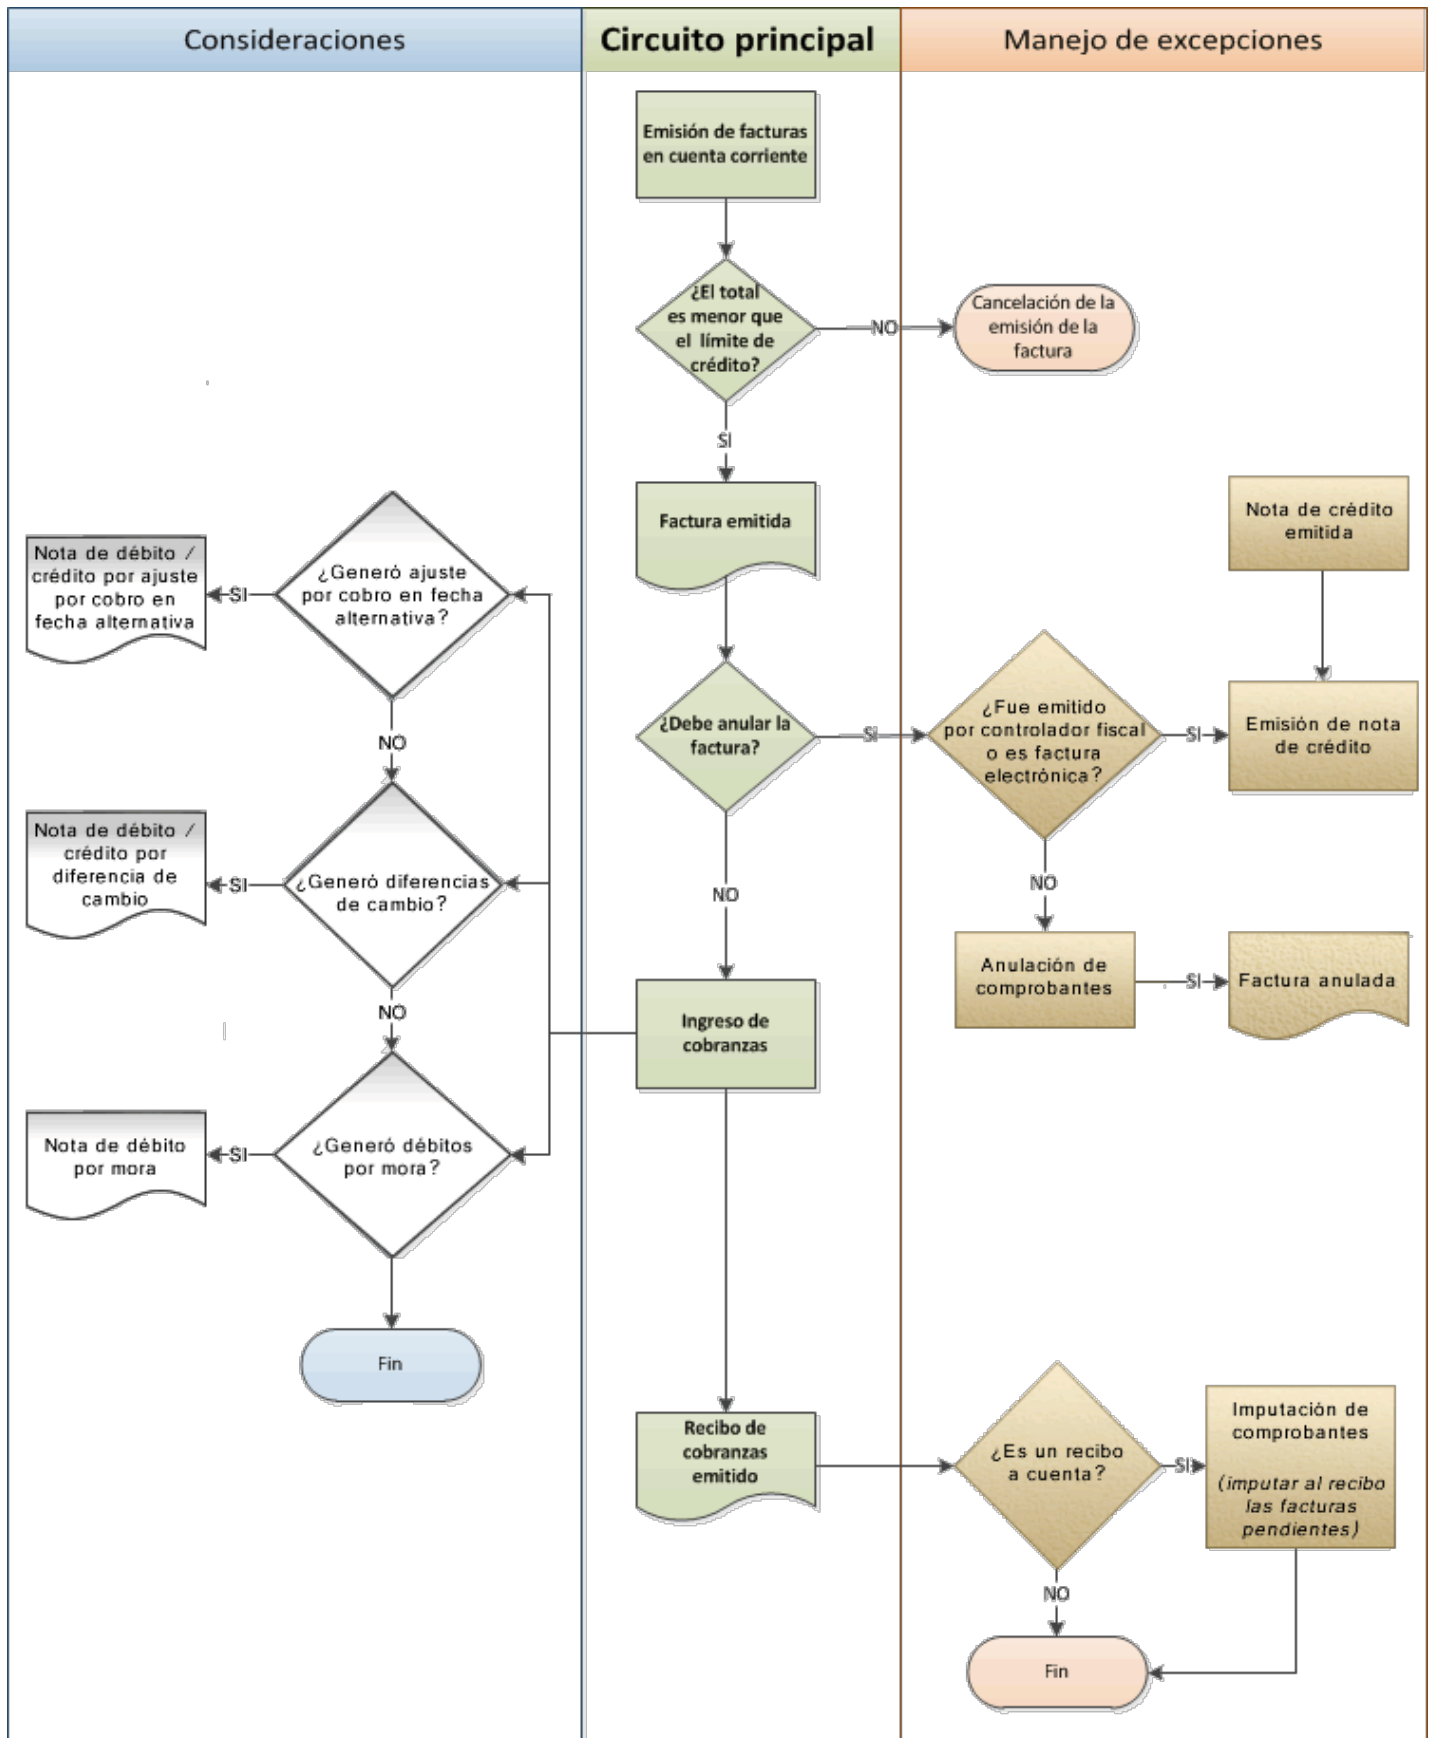 Consideraciones
Circuito principal
Manejo de excepciones
Emisión de facturas
en cuenta corriente
¿El total
es menor que
el límite de
crédito?
NO
Cancelación de la
emisión de la
factura
SI
Factura emitida
Nota de crédito
emitida
¿Generó ajuste
por cobro en fecha
alternativa?
SI
Nota de débito /
crédito por ajuste
por cobro en
fecha alternativa
NO
¿Debe anular la
factura?
Si
¿Fue emitido
por controlador fiscal
o es factura
electrónica?
SI
Emisión de nota
de crédito
¿Generó diferencias
de cambio?
SI
Nota de débito /
crédito por
diferencia de
cambio
NO
NO
NO
Anulación de
comprobantes
SI
Factura anulada
Ingreso de
cobranzas
¿Generó débitos
por mora?
SI
Nota de débito
por mora
Fin
Recibo de
cobranzas
emitido
¿Es un recibo
a cuenta?
SI
Imputación de
comprobantes
(imputar al recibo
las facturas
pendientes)
NO
Fin